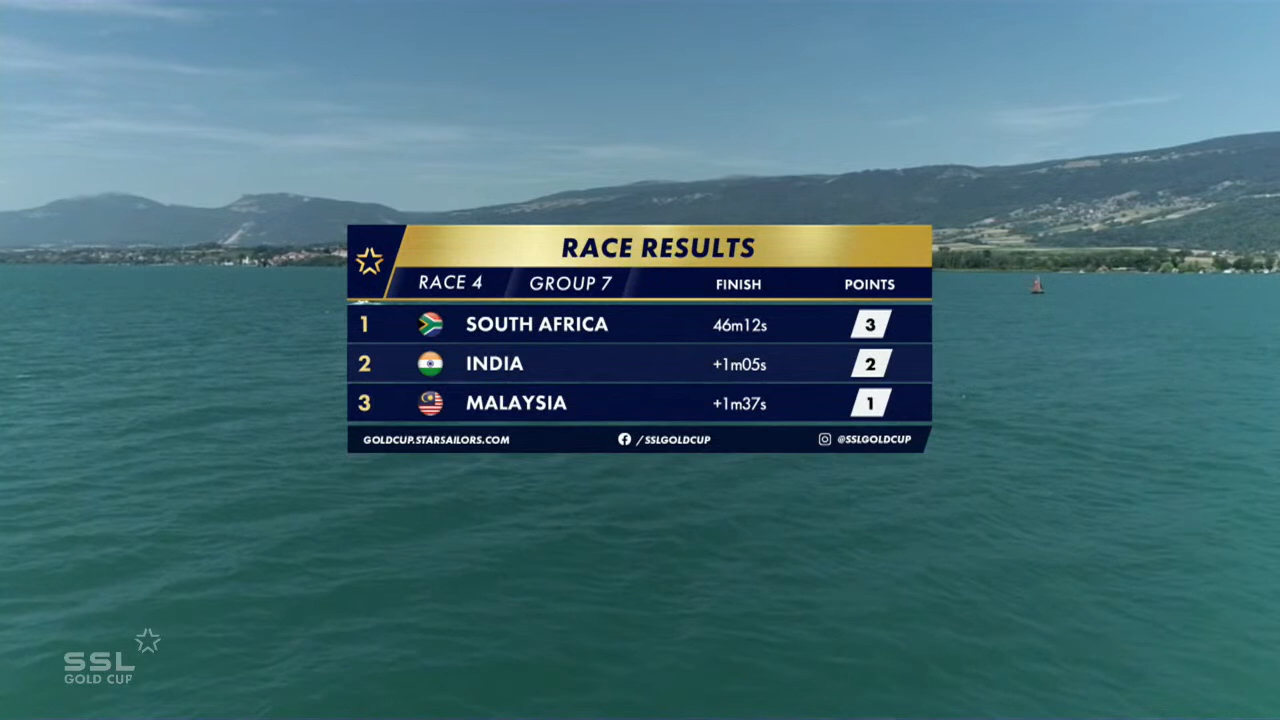 RACE RESULTS
RACE 4 GROUP 7 FINISH POINTS
1 SOUTH AFRICA 46m12s 3
2 INDIA +1m05s 2
3 MALAYSIA +1m37s 1
GOLDCUP.STARSAILORS.COM /SSLGOLDCUP @SSLGOLDCUP
SSL
GOLD CUP